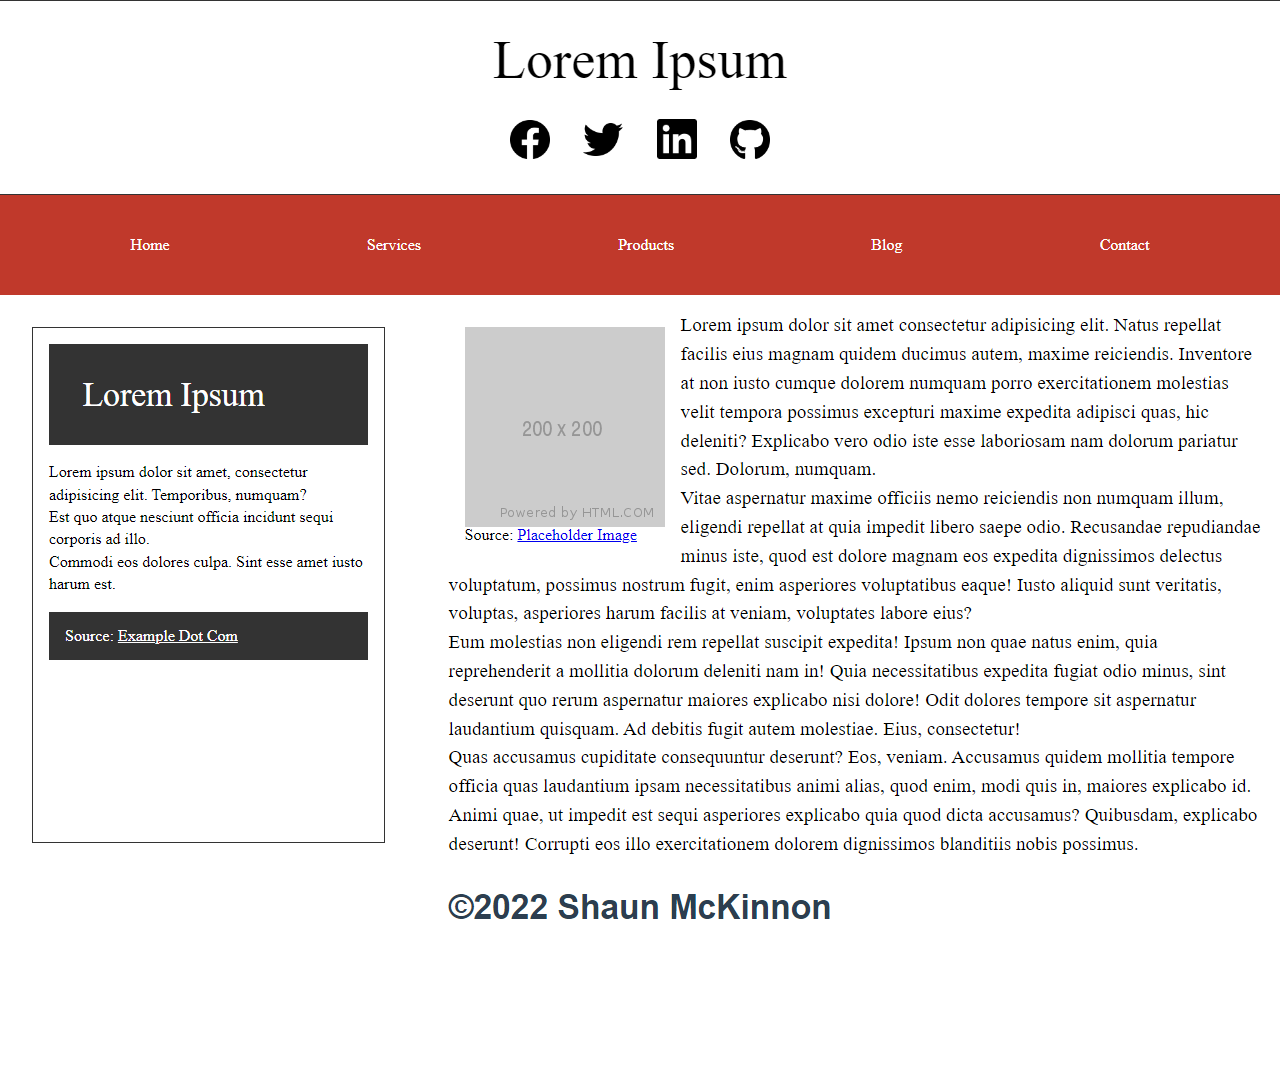 Lorem Ipsum
Home
Services
Products
Blog
Contact
Lorem Ipsum
Lorem ipsum dolor sit amet, consectetur
adipisicing elit. Temporibus, numquam?
Est quo atque nesciunt officia incidunt sequi
corporis ad illo.
Commodi eos dolores culpa. Sint esse amet iusto
harum est.
Source: Example Dot Com
200 x 200
Powered by HTML.COM
Source: Placeholder Image
Lorem ipsum dolor sit amet consectetur adipisicing elit. Natus repellat
facilis eius magnam quidem ducimus autem, maxime reiciendis. Inventore
at non iusto cumque dolorem numquam porro exercitationem molestias
velit tempora possimus excepturi maxime expedita adipisci quas, hic
deleniti? Explicabo vero odio iste esse laboriosam nam dolorum pariatur
sed. Dolorum, numquam.
Vitae aspernatur maxime officiis nemo reiciendis non numquam illum,
eligendi repellat at quia impedit libero saepe odio. Recusandae repudiandae
minus iste, quod est dolore magnam eos expedita dignissimos delectus
voluptatum, possimus nostrum fugit, enim asperiores voluptatibus eaque! Iusto aliquid sunt veritatis,
voluptas, asperiores harum facilis at veniam, voluptates labore eius?
Eum molestias non eligendi rem repellat suscipit expedita! Ipsum non quae natus enim, quia
reprehenderit a mollitia dolorum deleniti nam in! Quia necessitatibus expedita fugiat odio minus, sint
deserunt quo rerum aspernatur maiores explicabo nisi dolore! Odit dolores tempore sit aspernatur
laudantium quisquam. Ad debitis fugit autem molestiae. Eius, consectetur!
Quas accusamus cupiditate consequuntur deserunt? Eos, veniam. Accusamus quidem mollitia tempore
officia quas laudantium ipsam necessitatibus animi alias, quod enim, modi quis in, maiores explicabo id.
Animi quae, ut impedit est sequi asperiores explicabo quia quod dicta accusamus? Quibusdam, explicabo
deserunt! Corrupti eos illo exercitationem dolorem dignissimos blanditiis nobis possimus.
©2022 Shaun McKinnon